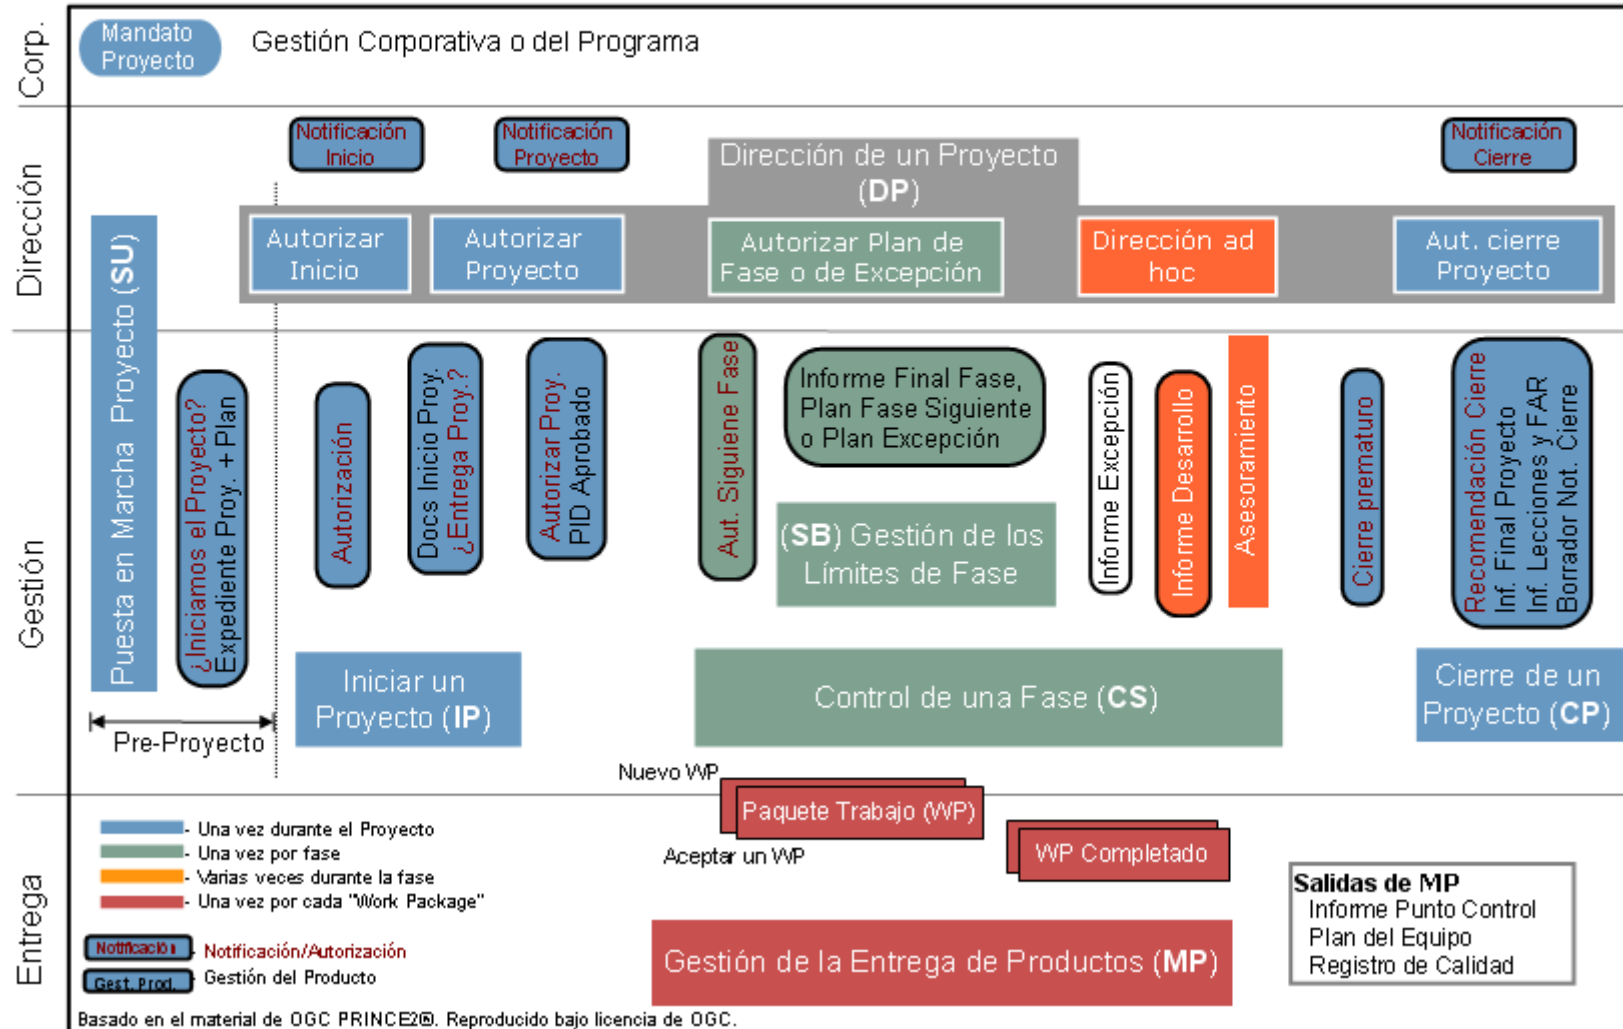 Corp.
Mandato
Proyecto
Gestión Corporativa o del Programa
Dirección
Notificación
Inicio
Notificación
Proyecto
Notificación
Cierre
Dirección de un Proyecto
(DP)
Autorizar
Inicio
Autorizar
Proyecto
Autorizar Plan de
Fase o de Excepción
Dirección ad
hoc
Aut. cierre
Proyecto
Puesta en Marcha Proyecto (SU)
Gestión
¿Iniciamos el Proyecto?
Expediente Proy. + Plan
Autorización
Docs Inicio Proy.
¿Entrega Proy.?
Autorizar Proy.
PID Aprobado
Aut. Siguiene Fase
Informe Final Fase,
Plan Fase Siguiente
o Plan Excepción
(SB) Gestión de los
Límites de Fase
Informe Excepción
Informe Desarrollo
Asesoramiento
Cierre prematuro
Recomendación Cierre
Inf. Final Proyecto
Inf. Lecciones y FAR
Borrador Not. Cierre
Pre-Proyecto
Iniciar un
Proyecto (IP)
Control de una Fase (CS)
Cierre de un
Proyecto (CP)
Entrega
Nuevo WP
Paquete Trabajo (WP)
Aceptar un WP
WP Completado
- Una vez durante el Proyecto
- Una vez por fase
- Varias veces durante la fase
- Una vez por cada "Work Package"
Notificación - Notificación/Autorización
Gest. Prod. - Gestión del Producto
Gestión de la Entrega de Productos (MP)
Salidas de MP
Informe Punto Control
Plan del Equipo
Registro de Calidad
Basado en el material de OGC PRINCE2®. Reproducido bajo licencia de OGC.